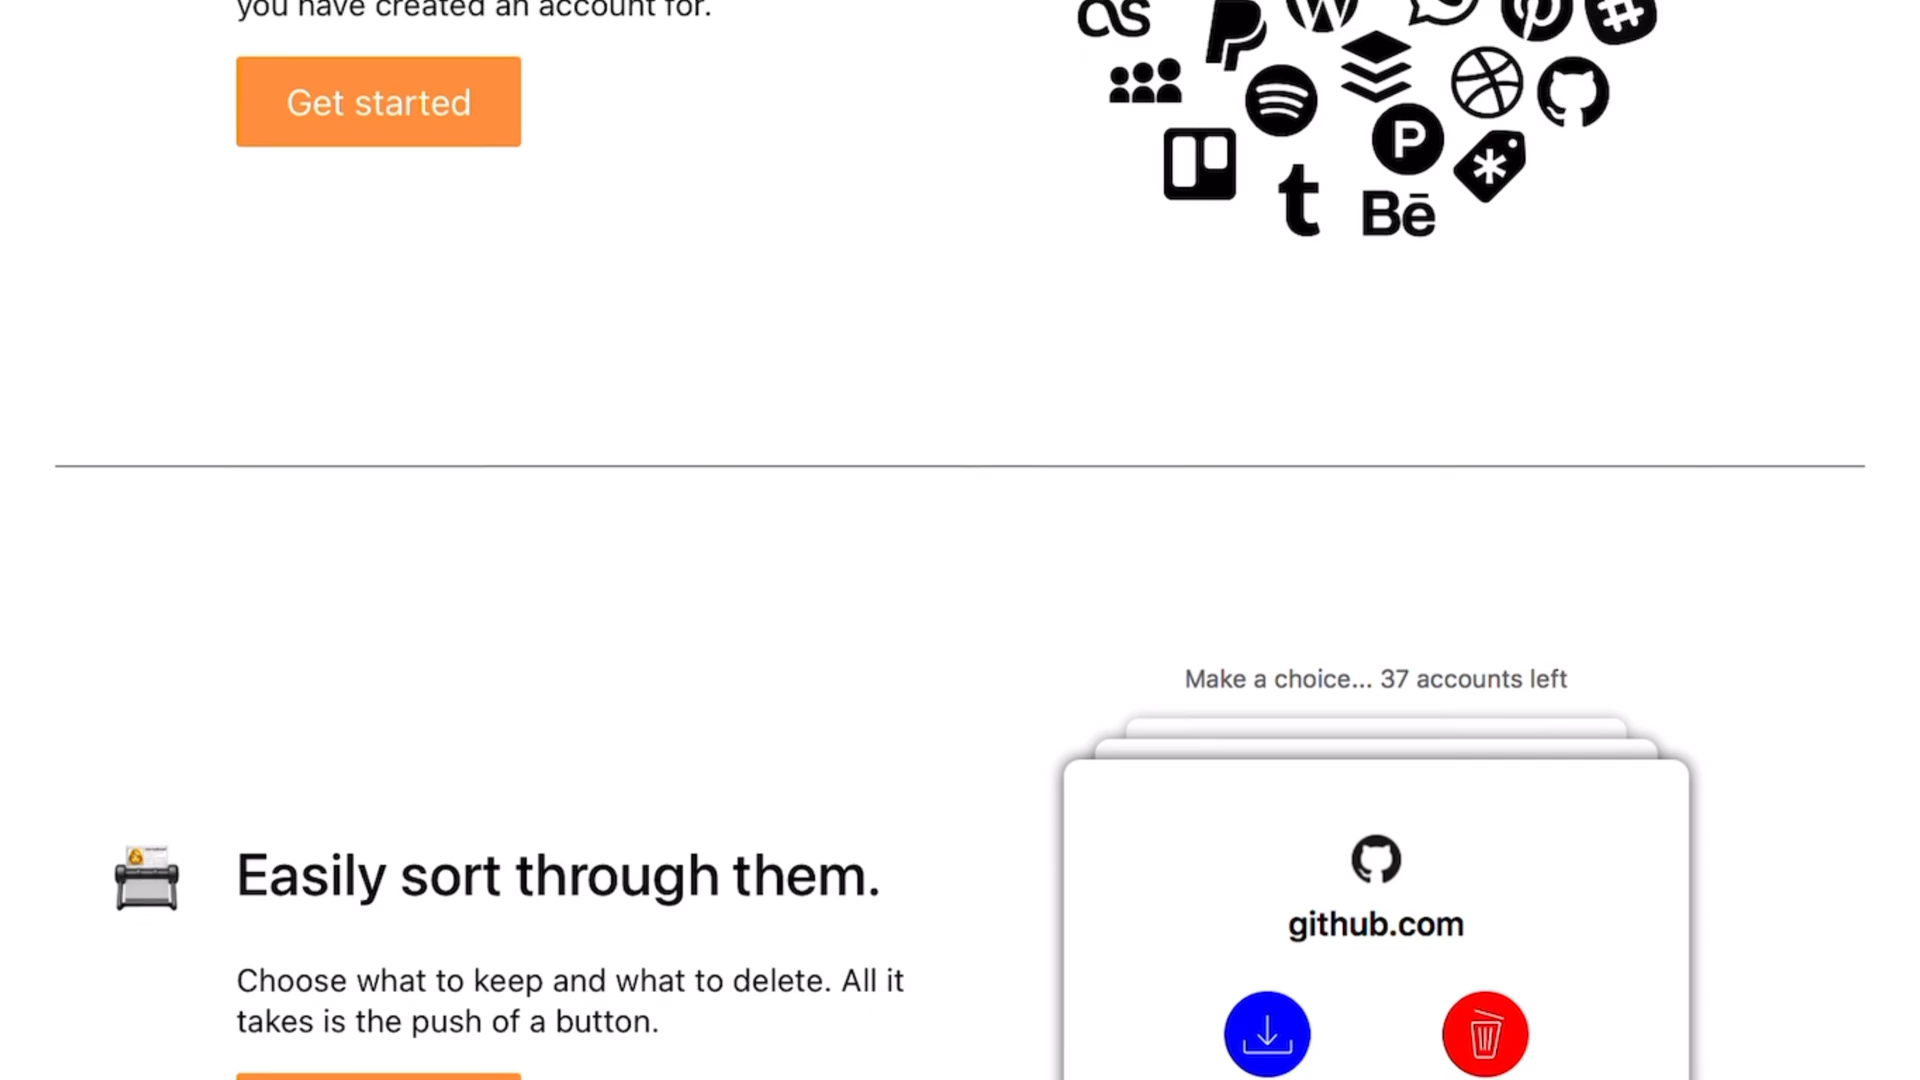 you have created an account for.
Get started
Make a choice... 37 accounts left
github.com
Easily sort through them.
Choose what to keep and what to delete. All it
takes is the push of a button.